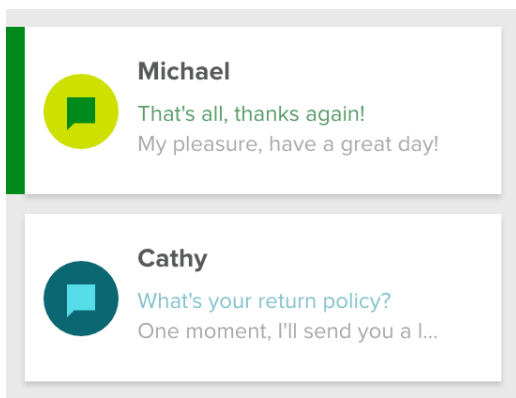 Michael
That's all, thanks again!
My pleasure, have a great day!
Cathy
What's your return policy?
One moment, I'll send you a l...